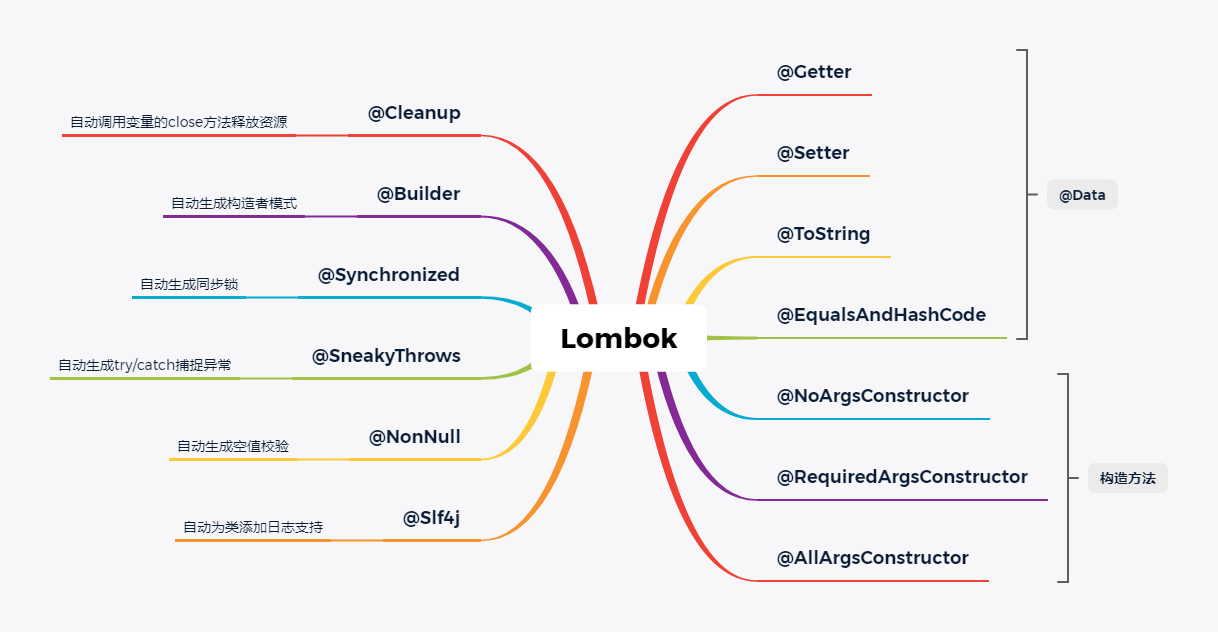 Lombok
@Getter
@Setter
@ToString
@EqualsAndHashCode
@Data
@NoArgsConstructor
@RequiredArgsConstructor
@AllArgsConstructor
构造方法
@Cleanup
自动调用变量的close方法释放资源
@Builder
自动生成构造者模式
@Synchronized
自动生成同步锁
@SneakyThrows
自动生成try/catch捕捉异常
@NonNull
自动生成空值校验
@Slf4j
自动为类添加日志支持